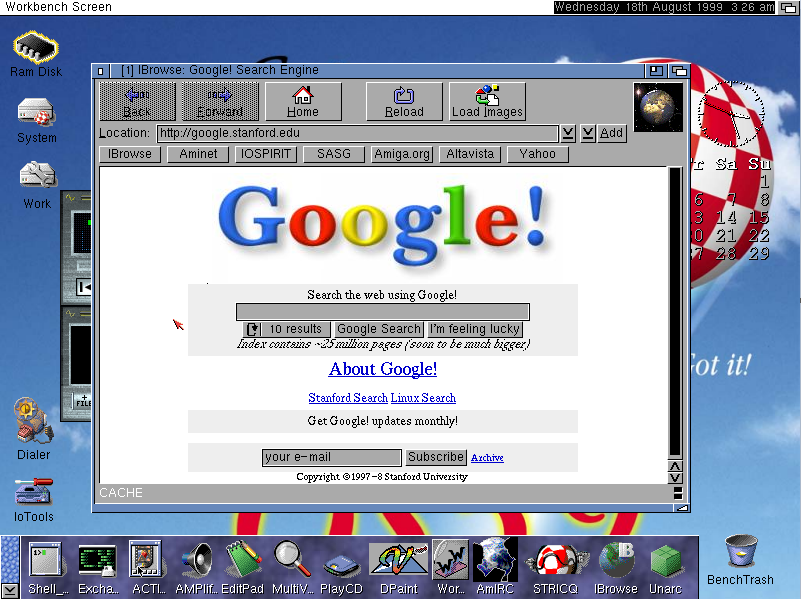 Workbench Screen
Wednesday 18th August 1999 3 26 am
Ram Disk
System
Work
Dialer
IoTools
[1] IBrowse: Google! Search Engine
Back
Forward
Home
Reload
Load Images
Location: http://google.stanford.edu
Add
IBrowse
Aminet
IOSPIRIT
SASG
Amiga.org
Altavista
Yahoo
Google!
Search the web using Google!
10 results
Google Search
I'm feeling lucky
Index contains ~25 million pages (soon to be much bigger)
About Google!
Stanford Search Linux Search
Get Google! updates monthly!
your e-mail
Subscribe
Archive
Copyright ©1997-8 Stanford University
CACHE
r Sa Su
1
6 7 8
3 14 15
0 21 22
7 28 29
Got it!
FILE
Shell_...
Excha...
ACTI...
AMPlif...
EditPad
MultiV...
PlayCD
DPaint
Wor...
AmIRC
STRICQ
IBrowse
Unarc
BenchTrash